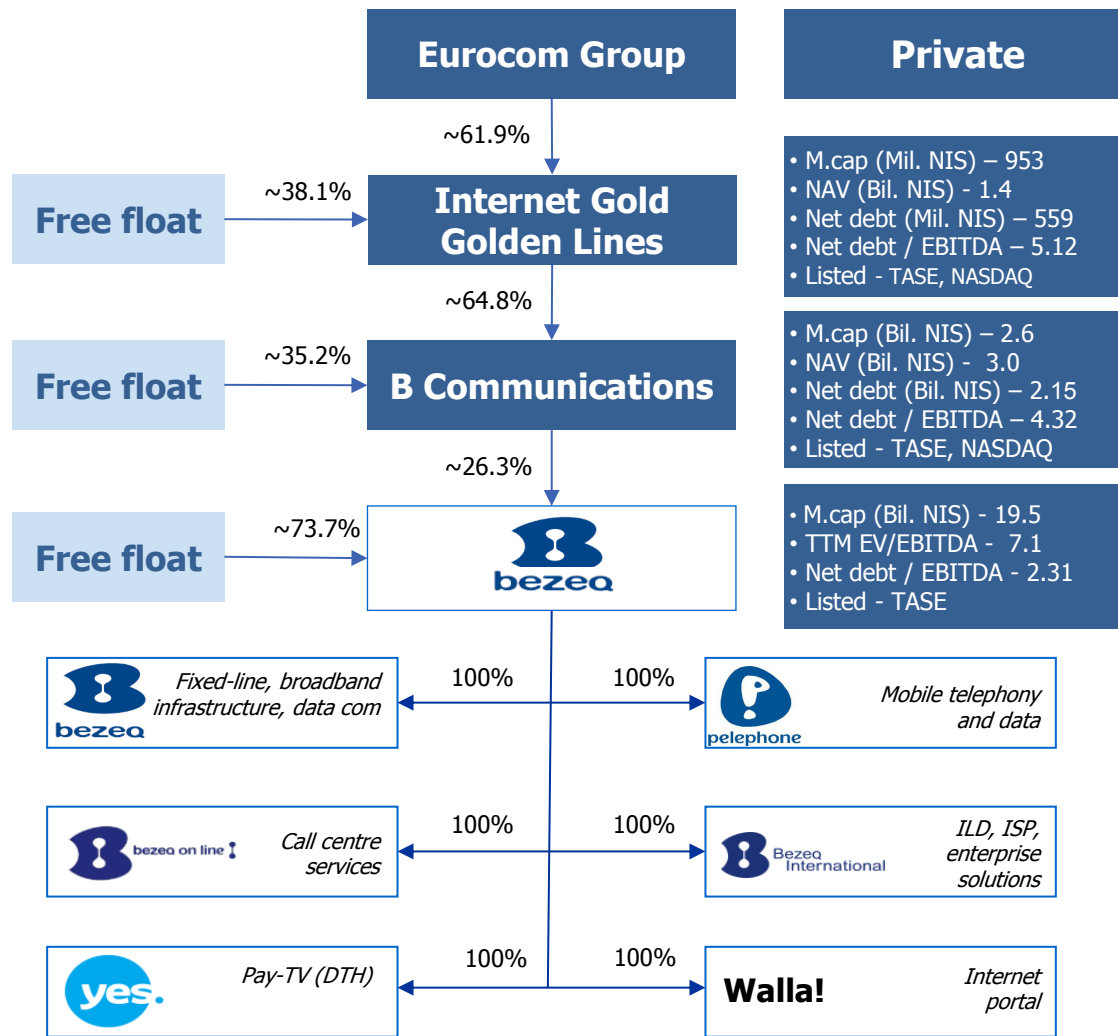 Eurocom Group
Private
~61.9%
• M.cap (Mil. NIS) – 953
• NAV (Bil. NIS) - 1.4
• Net debt (Mil. NIS) – 559
• Net debt / EBITDA – 5.12
• Listed - TASE, NASDAQ
Free float
~38.1%
Internet Gold
Golden Lines
~64.8%
• M.cap (Bil. NIS) – 2.6
• NAV (Bil. NIS) - 3.0
• Net debt (Bil. NIS) – 2.15
• Net debt / EBITDA – 4.32
• Listed - TASE, NASDAQ
Free float
~35.2%
B Communications
~26.3%
• M.cap (Bil. NIS) - 19.5
• TTM EV/EBITDA - 7.1
• Net debt / EBITDA - 2.31
• Listed - TASE
Free float
~73.7%
bezeq
bezeq
Fixed-line, broadband
infrastructure, data com
100%
100%
pelephone
Mobile telephony
and data
bezeq on line
Call centre
services
100%
100%
Bezeq
International
ILD, ISP,
enterprise
solutions
yes.
Pay-TV (DTH)
100%
100%
Walla!
Internet
portal